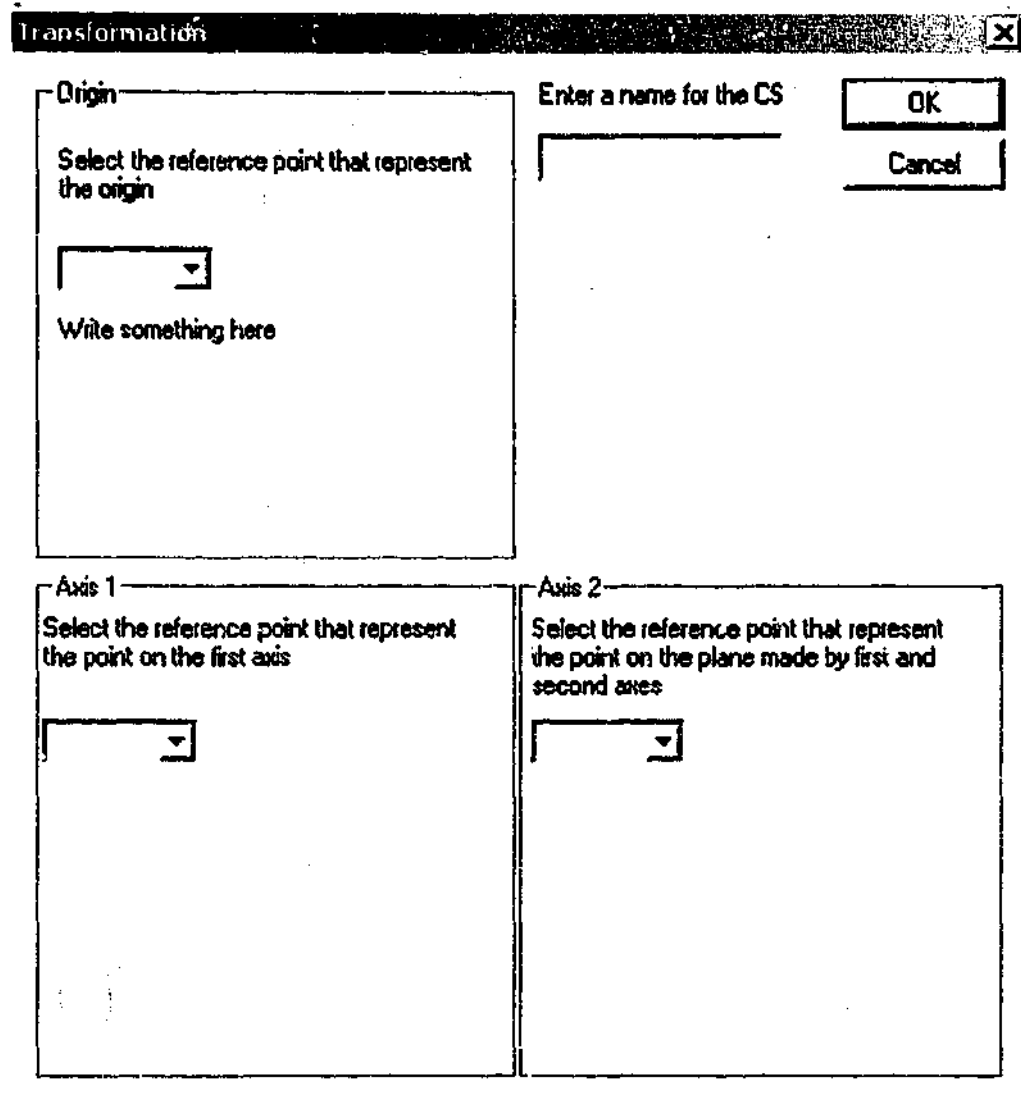 Transformation
Origin
Select the reference point that represent
the origin
Write something here
Enter a name for the CS
OK
Cancel
Axis 1
Select the reference point that represent
the point on the first axis
Axis 2
Select the reference point that represent
the point on the plane made by first and
second axes